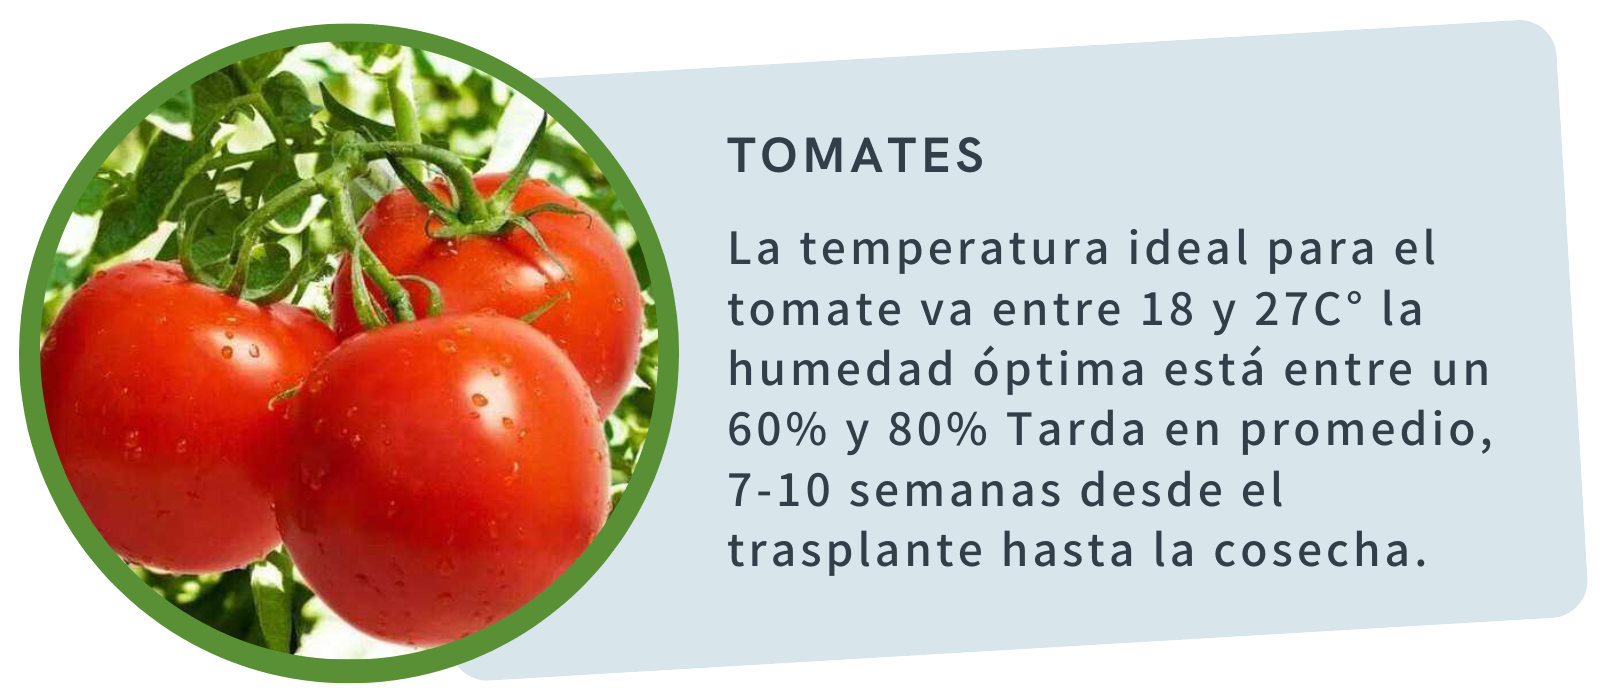 TOMATES
La temperatura ideal para el
tomate va entre 18 y 27C° la
humedad óptima está entre un
60% y 80% Tarda en promedio,
7-10 semanas desde el
trasplante hasta la cosecha.